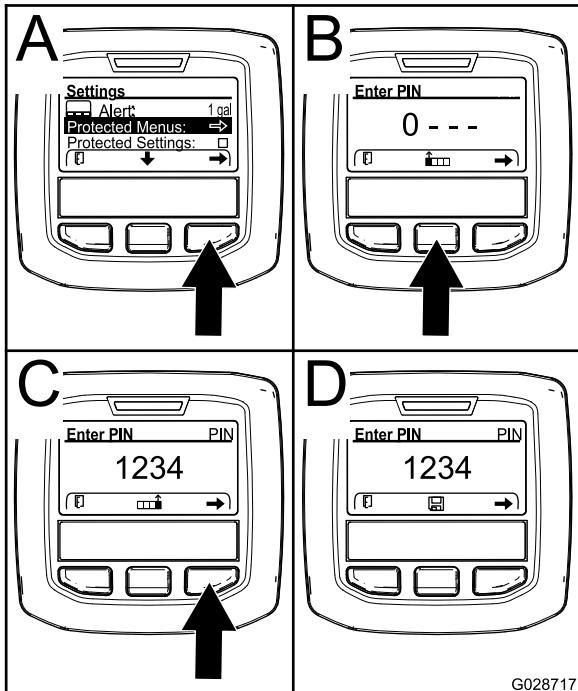 A
Settings
Alert: 1 gal
Protected Menus:
Protected Settings:
B
Enter PIN
0 - - -
C
Enter PIN PIN
1234
D
Enter PIN PIN
1234
G028717